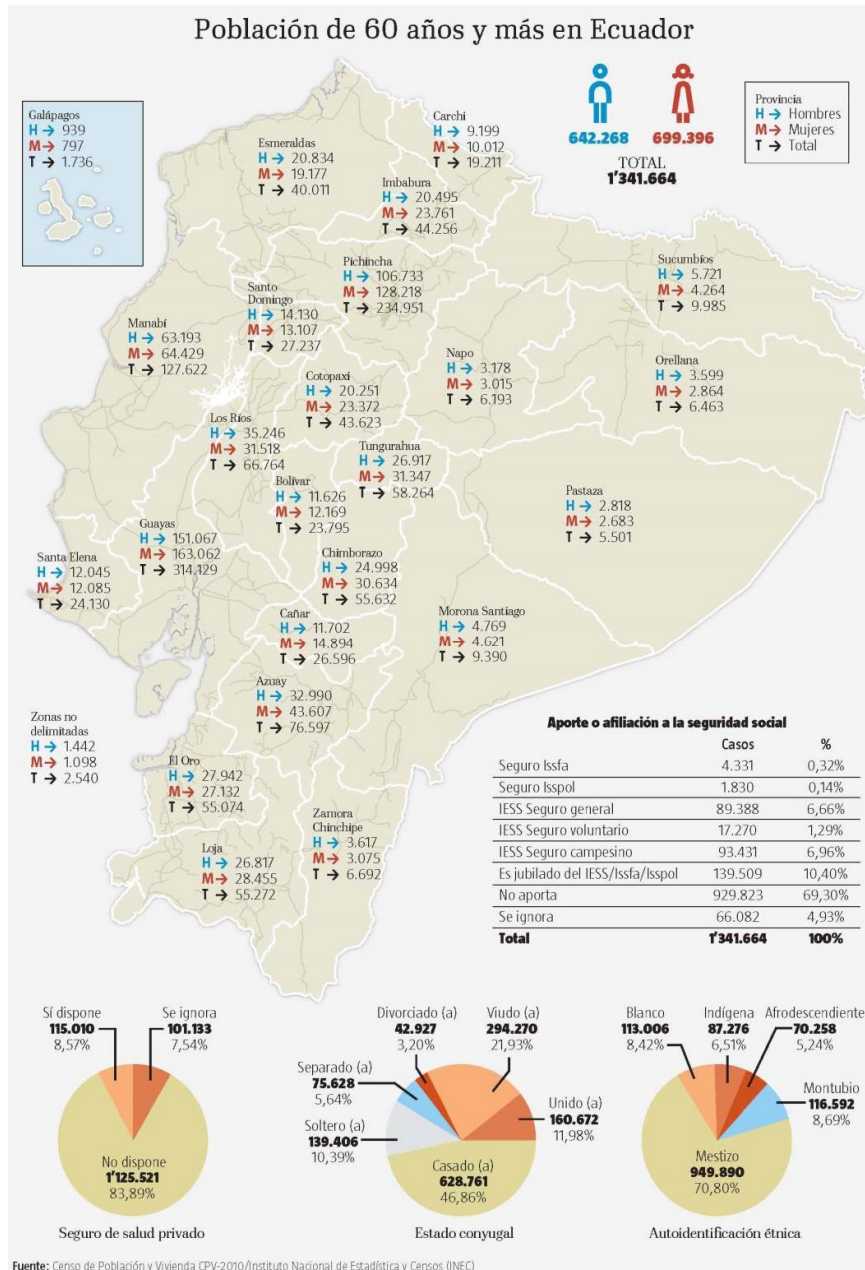 Población de 60 años y más en Ecuador
642.268
699.396
TOTAL
1'341.664
Provincia
H → Hombres
M → Mujeres
T → Total
Galápagos
H → 939
M → 797
T → 1.736
Esmeraldas
H → 20.834
M → 19.177
T → 40.011
Carchi
H → 9.199
M → 10.012
T → 19.211
Imbabura
H → 20.495
M → 23.761
T → 44.256
Pichincha
H → 106.733
M → 128.218
T → 234.951
Sucumbíos
H → 5.721
M → 4.264
T → 9.985
Santo
Domingo
H → 14.130
M → 13.107
T → 27.237
Manabí
H → 63.193
M → 64.429
T → 127.622
Napo
H → 3.178
M → 3.015
T → 6.193
Orellana
H → 3.599
M → 2.864
T → 6.463
Cotopaxi
H → 20.251
M → 23.372
T → 43.623
Los Ríos
H → 35.246
M → 31.518
T → 66.764
Tungurahua
H → 26.917
M → 31.347
T → 58.264
Bolívar
H → 11.626
M → 12.169
T → 23.795
Pastaza
H → 2.818
M → 2.683
T → 5.501
Guayas
H → 151.067
M → 163.062
T → 314.129
Santa Elena
H → 12.045
M → 12.085
T → 24.130
Chimborazo
H → 24.998
M → 30.634
T → 55.632
Cañar
H → 11.702
M → 14.894
T → 26.596
Morona Santiago
H → 4.769
M → 4.621
T → 9.390
Azuay
H → 32.990
M → 43.607
T → 76.597
Zonas no
delimitadas
H → 1.442
M → 1.098
T → 2.540
El Oro
H → 27.942
M → 27.132
T → 55.074
Zamora
Chinchipe
H → 3.617
M → 3.075
T → 6.692
Loja
H → 26.817
M → 28.455
T → 55.272
Aporte o afiliación a la seguridad social
Casos %
Seguro Issfa 4.331 0,32%
Seguro Isspol 1.830 0,14%
IESS Seguro general 89.388 6,66%
IESS Seguro voluntario 17.270 1,29%
IESS Seguro campesino 93.431 6,96%
Es jubilado del IESS/Issfa/Isspol 139.509 10,40%
No aporta 929.823 69,30%
Se ignora 66.082 4,93%
Total 1'341.664 100%
Sí dispone
115.010
8,57%
Se ignora
101.133
7,54%
No dispone
1'125.521
83,89%
Seguro de salud privado
Divorciado (a)
42.927
3,20%
Viudo (a)
294.270
21,93%
Separado (a)
75.628
5,64%
Unido (a)
160.672
11,98%
Soltero (a)
139.406
10,39%
Casado (a)
628.761
46,86%
Estado conyugal
Blanco
113.006
8,42%
Indígena
87.276
6,51%
Afrodescendiente
70.258
5,24%
Montubio
116.592
8,69%
Mestizo
949.890
70,80%
Autoidentificación étnica
Fuente: Censo de Población y Vivienda CPV-2010/Instituto Nacional de Estadística y Censos (INEC)